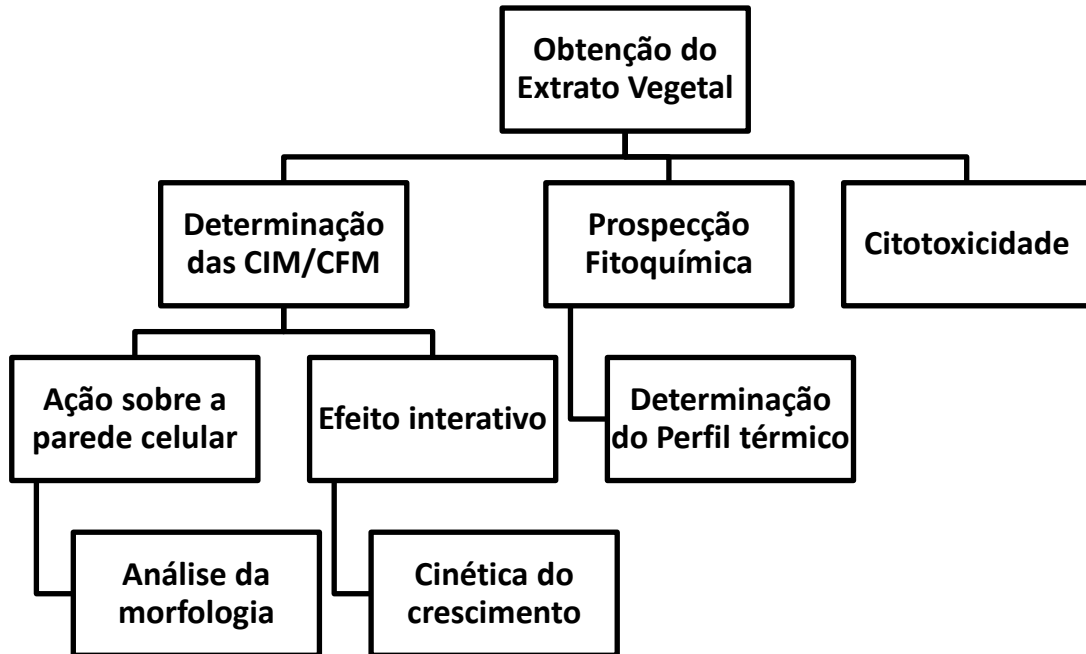 Obtenção do
Extrato Vegetal
Determinação
das CIM/CFM
Prospecção
Fitoquímica
Citotoxicidade
Ação sobre a
parede celular
Efeito interativo
Determinação
do Perfil térmico
Análise da
morfologia
Cinética do
crescimento